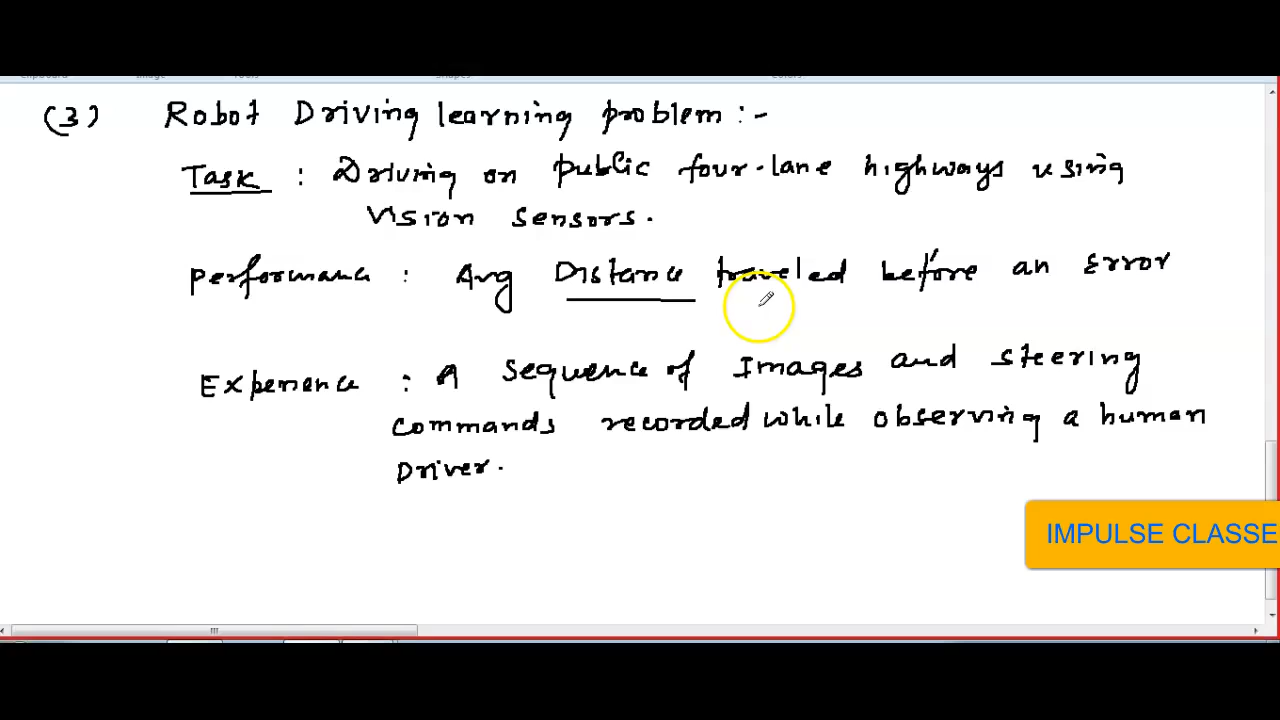 (3) Robot Driving learning problem :-
Task : Driving on public four-lane highways using
Vision sensors.
Performance : Avg Distance traveled before an Error
Experience : A sequence of Images and steering
commands recorded while observing a human
Driver.
IMPULSE CLASSE